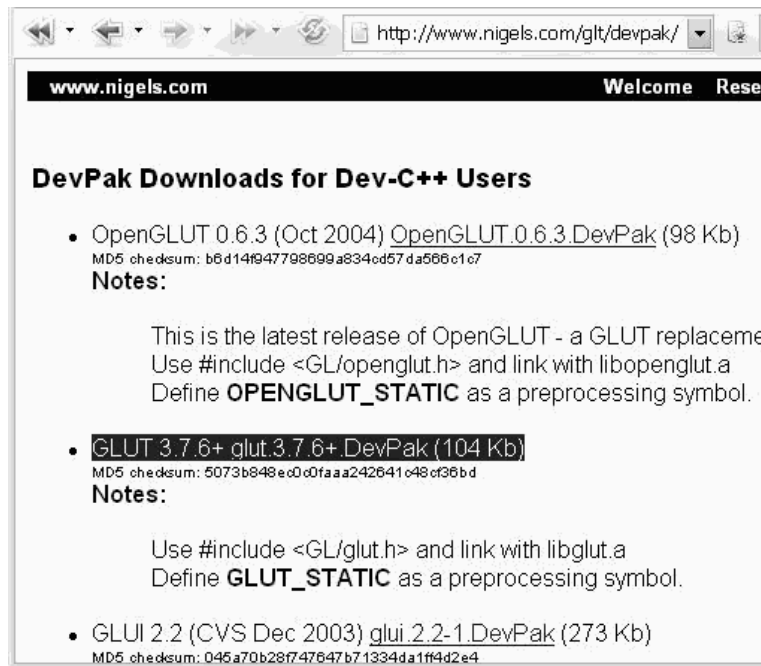 http://www.nigels.com/glt/devpak/
www.nigels.com Welcome Rese
DevPak Downloads for Dev-C++ Users
• OpenGLUT 0.6.3 (Oct 2004) OpenGLUT.0.6.3.DevPak (98 Kb)
MD5 checksum: b6d14f947798699a834cd57da566c1c7
Notes:
This is the latest release of OpenGLUT - a GLUT replaceme
Use #include <GL/openglut.h> and link with libopenglut.a
Define OPENGLUT_STATIC as a preprocessing symbol.
• GLUT 3.7.6+ glut.3.7.6+.DevPak (104 Kb)
MD5 checksum: 5073b848ec0c0faaa242641c48cf36bd
Notes:
Use #include <GL/glut.h> and link with libglut.a
Define GLUT_STATIC as a preprocessing symbol.
• GLUI 2.2 (CVS Dec 2003) glui.2.2-1.DevPak (273 Kb)
MD5 checksum: 045a70b28f747647b71334da1ff4d2e4